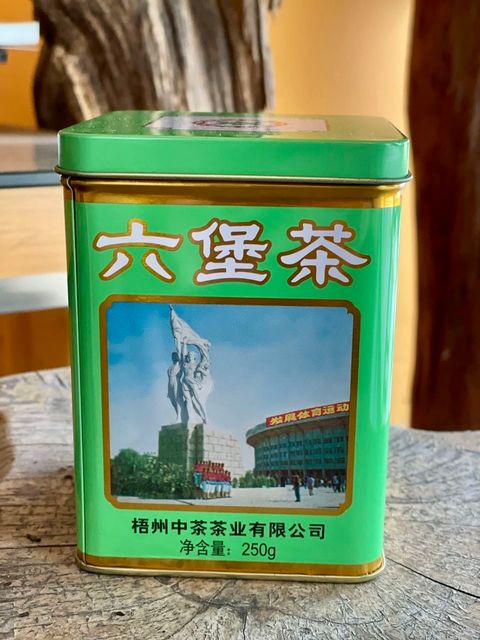 六堡茶
发展体育运动
梧州中茶茶业有限公司
净含量: 250g